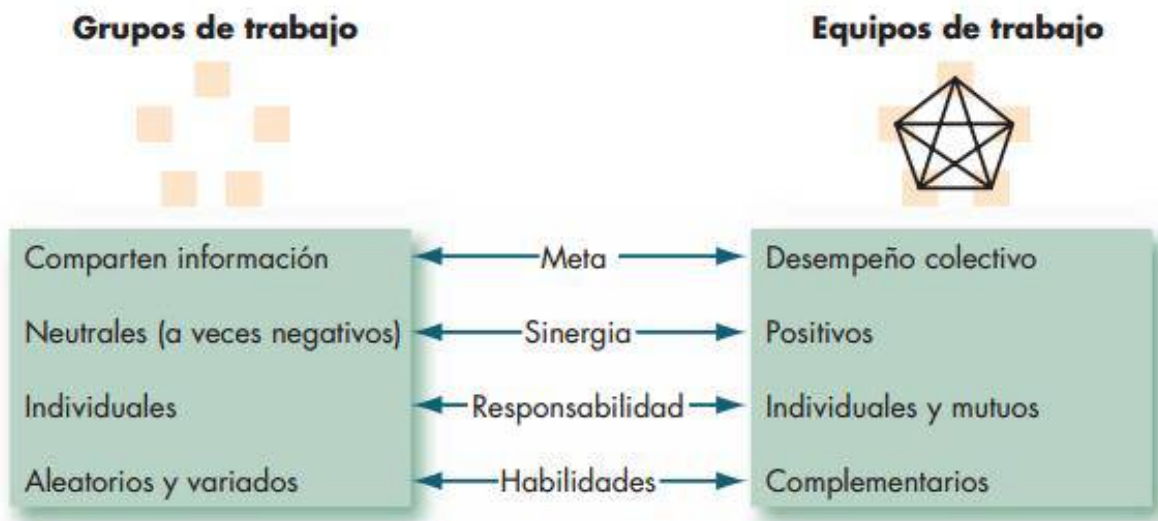 Grupos de trabajo
Equipos de trabajo
Comparten información
Meta
Desempeño colectivo
Neutrales (a veces negativos)
Sinergia
Positivos
Individuales
Responsabilidad
Individuales y mutuos
Aleatorios y variados
Habilidades
Complementarios